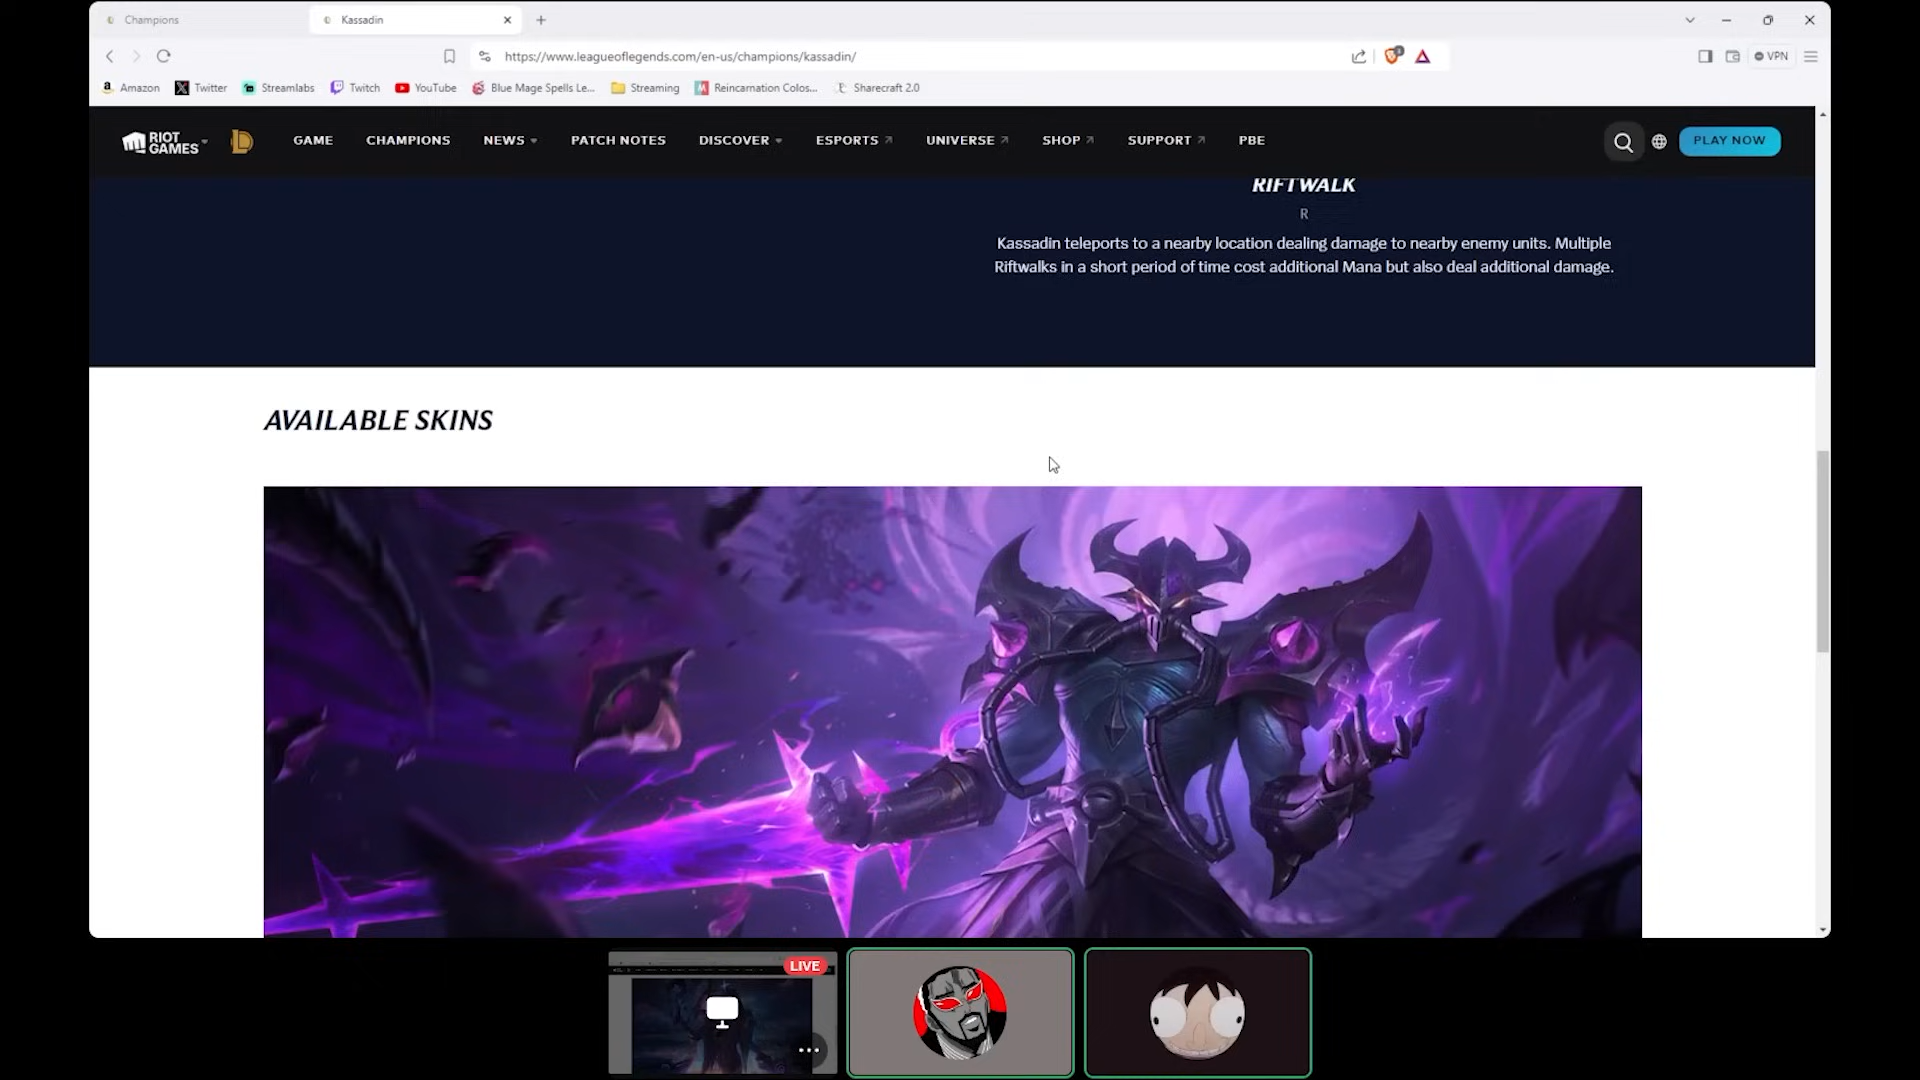 Champions
Kassadin
https://www.leagueoflegends.com/en-us/champions/kassadin/
VPN
Amazon
Twitter
Streamlabs
Twitch
YouTube
Blue Mage Spells Le...
Streaming
Reincarnation Colos...
Sharecraft 2.0
RIOT GAMES
GAME
CHAMPIONS
NEWS
PATCH NOTES
DISCOVER
ESPORTS
UNIVERSE
SHOP
SUPPORT
PBE
PLAY NOW
RIFTWALK
R
Kassadin teleports to a nearby location dealing damage to nearby enemy units. Multiple
Riftwalks in a short period of time cost additional Mana but also deal additional damage.
AVAILABLE SKINS
LIVE